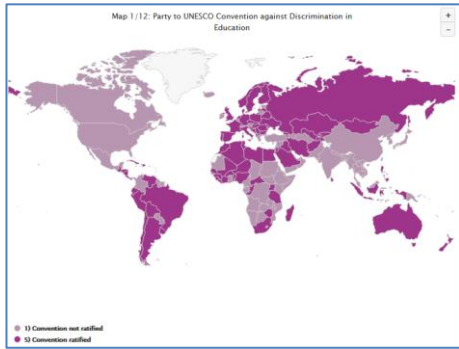 Map 1/12: Party to UNESCO Convention against Discrimination in
Education
+
−
1) Convention not ratified
5) Convention ratified